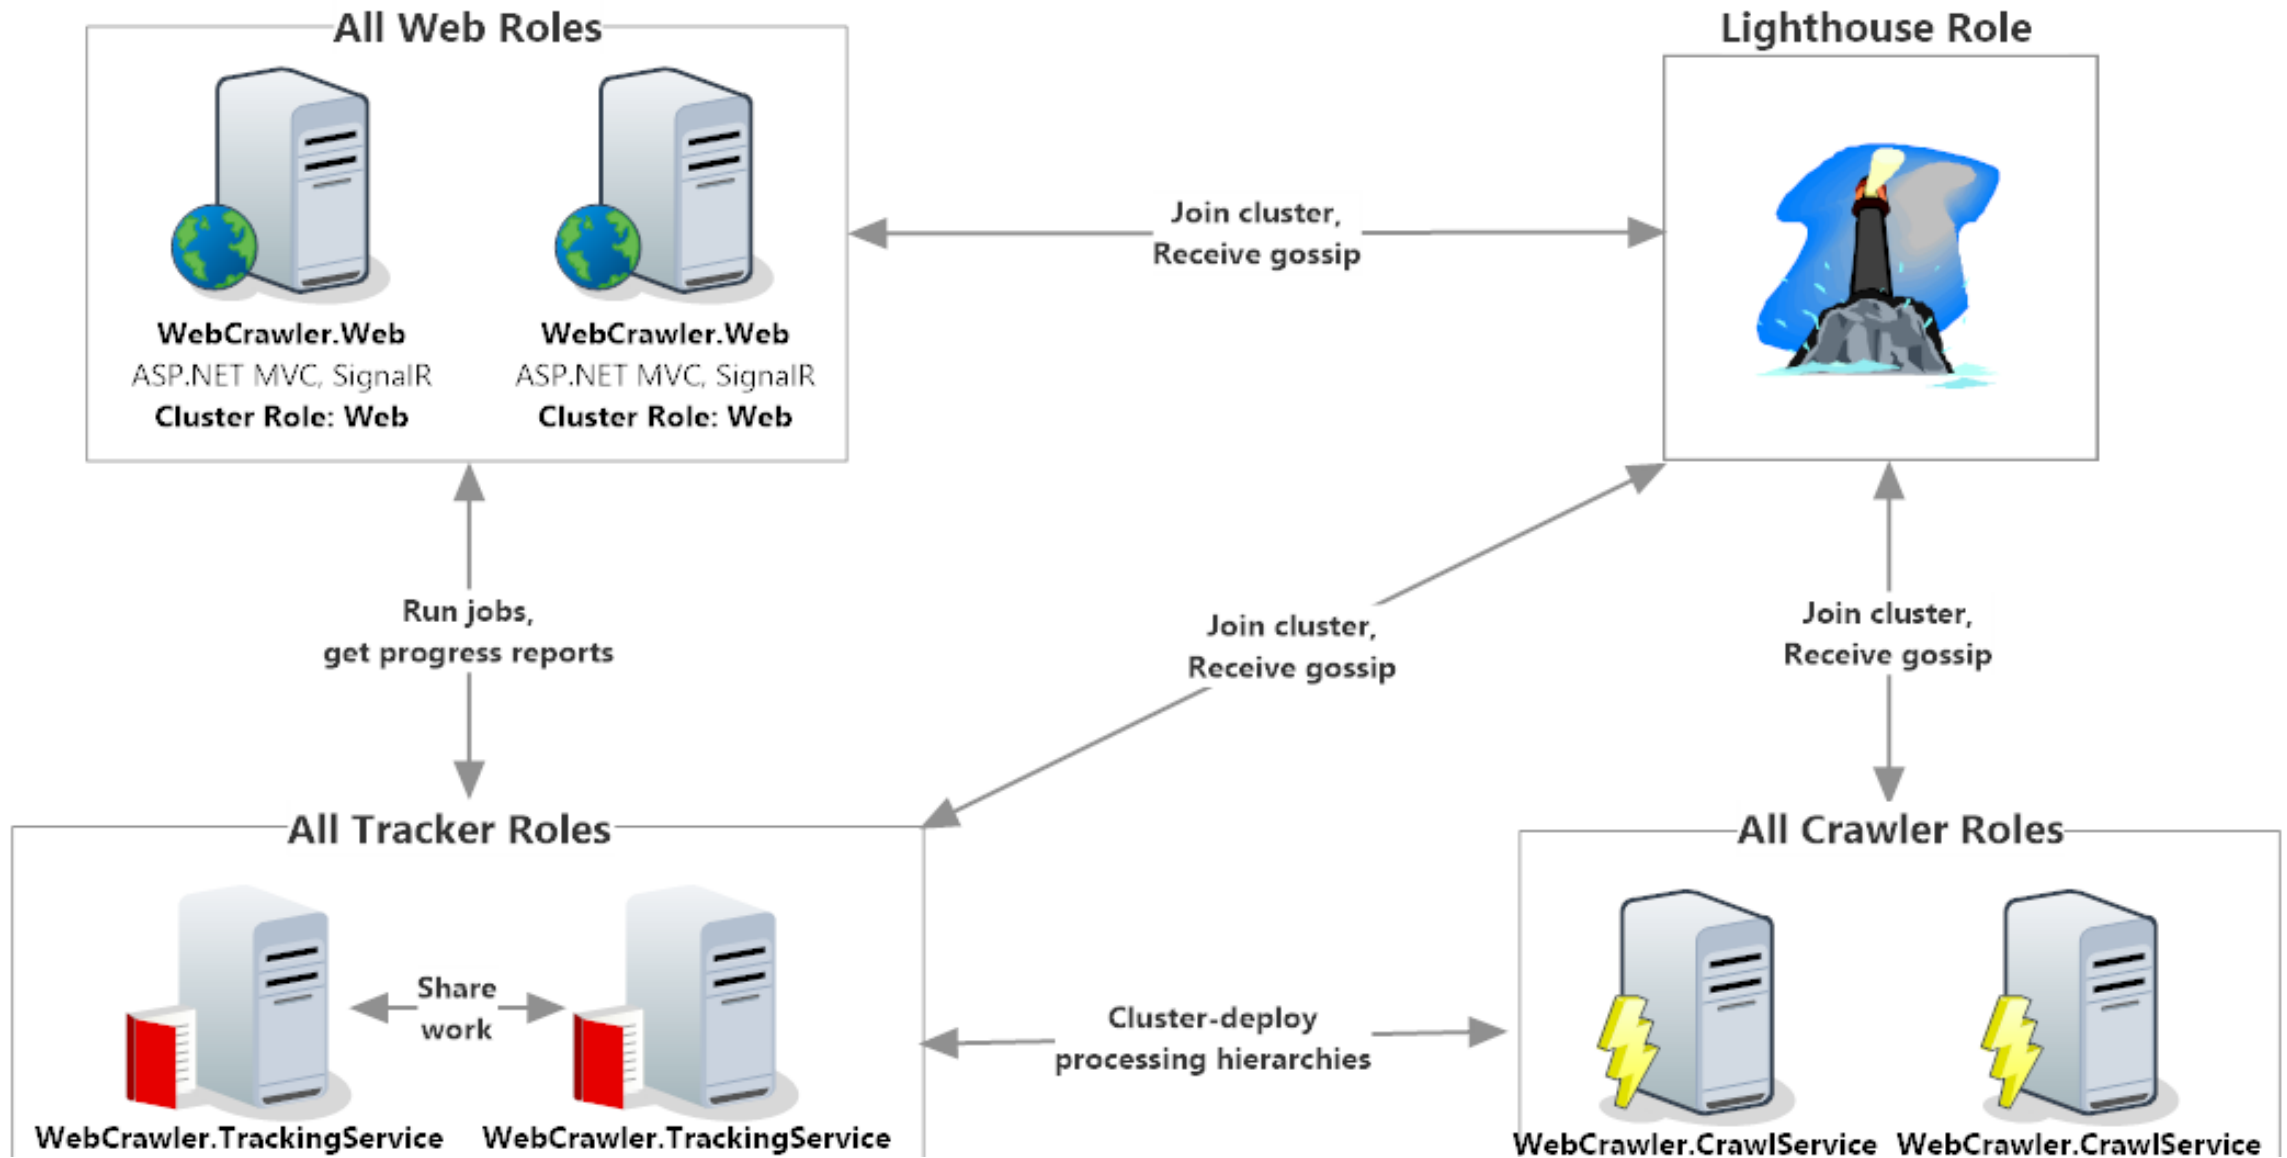 All Web Roles
Lighthouse Role
WebCrawler.Web
ASP.NET MVC, SignalR
Cluster Role: Web
WebCrawler.Web
ASP.NET MVC, SignalR
Cluster Role: Web
Join cluster,
Receive gossip
Run jobs,
get progress reports
Join cluster,
Receive gossip
Join cluster,
Receive gossip
All Tracker Roles
All Crawler Roles
Share
work
Cluster-deploy
processing hierarchies
WebCrawler.TrackingService
WebCrawler.TrackingService
WebCrawler.CrawlService
WebCrawler.CrawlService